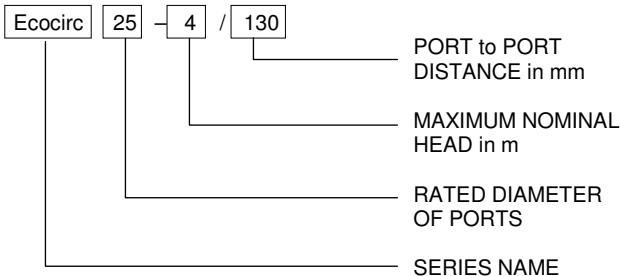 Ecocirc 25 – 4 / 130
PORT to PORT
DISTANCE in mm
MAXIMUM NOMINAL
HEAD in m
RATED DIAMETER
OF PORTS
SERIES NAME